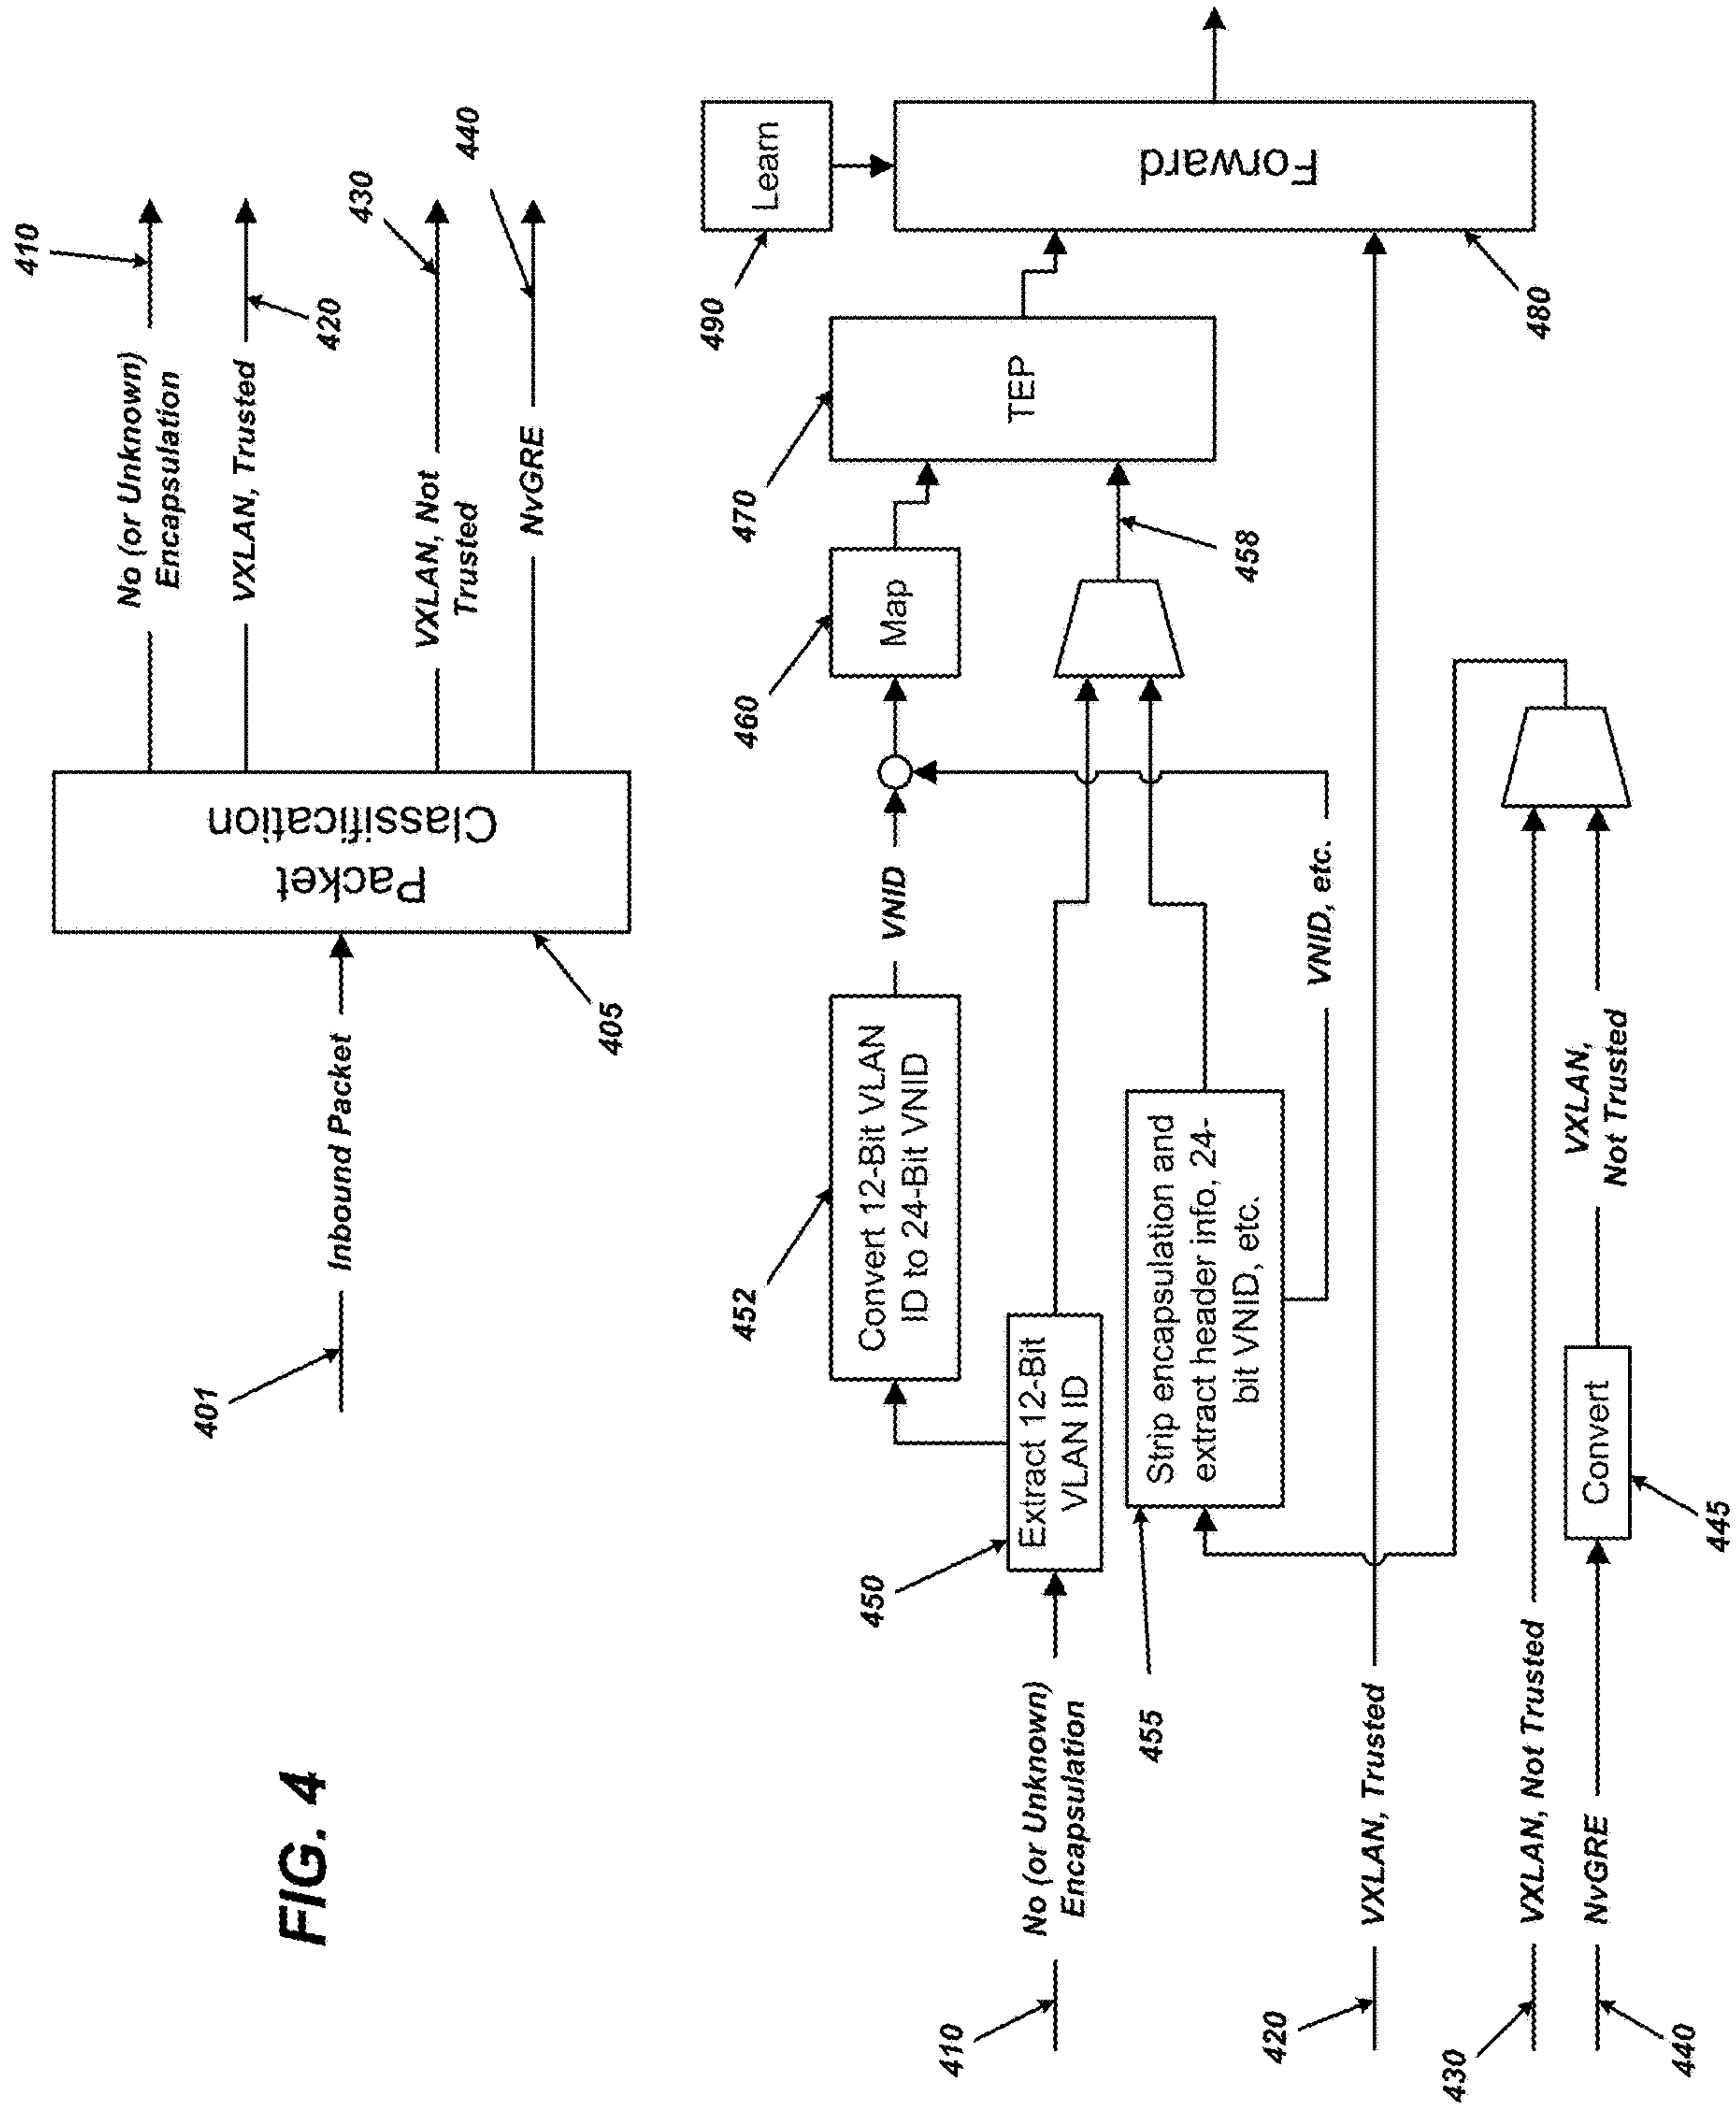 FIG. 4
401
Inbound Packet
405
Packet
Classification
No (or Unknown)
Encapsulation
410
VXLAN, Trusted
420
VXLAN, Not
Trusted
430
NvGRE
440
410
No (or Unknown)
Encapsulation
450
Extract 12-Bit
VLAN ID
452
Convert 12-Bit VLAN
ID to 24-Bit VNID
VNID
460
Map
470
TEP
490
Learn
Forward
480
455
Strip encapsulation and
extract header info, 24-
bit VNID, etc.
VNID, etc.
458
420
VXLAN, Trusted
430
VXLAN, Not Trusted
440
NvGRE
Convert
445
VXLAN,
Not Trusted